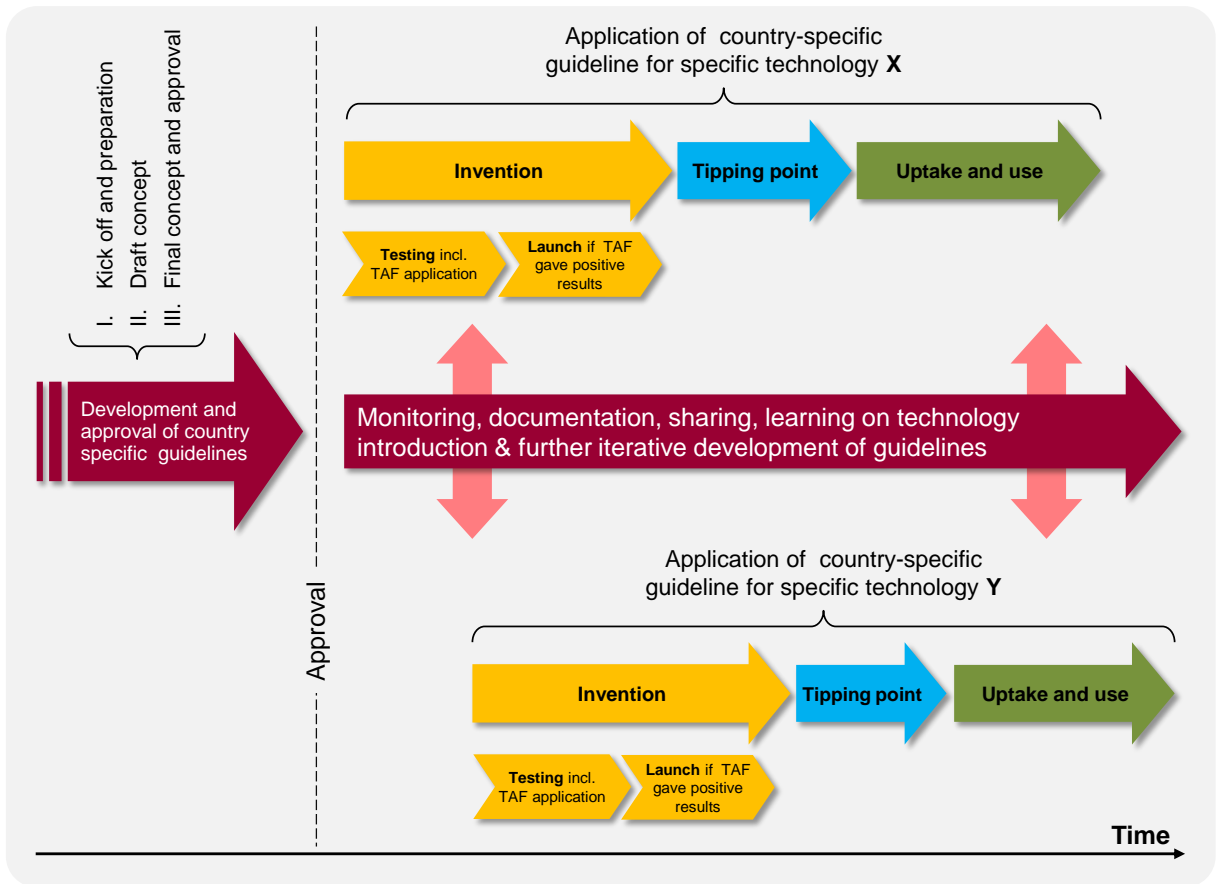 I. Kick off and preparation
II. Draft concept
III. Final concept and approval
Development and
approval of country
specific guidelines
Approval
Application of country-specific
guideline for specific technology X
Invention
Tipping point
Uptake and use
Testing incl.
TAF application
Launch if TAF
gave positive
results
Monitoring, documentation, sharing, learning on technology
introduction & further iterative development of guidelines
Application of country-specific
guideline for specific technology Y
Invention
Tipping point
Uptake and use
Testing incl.
TAF application
Launch if TAF
gave positive
results
Time